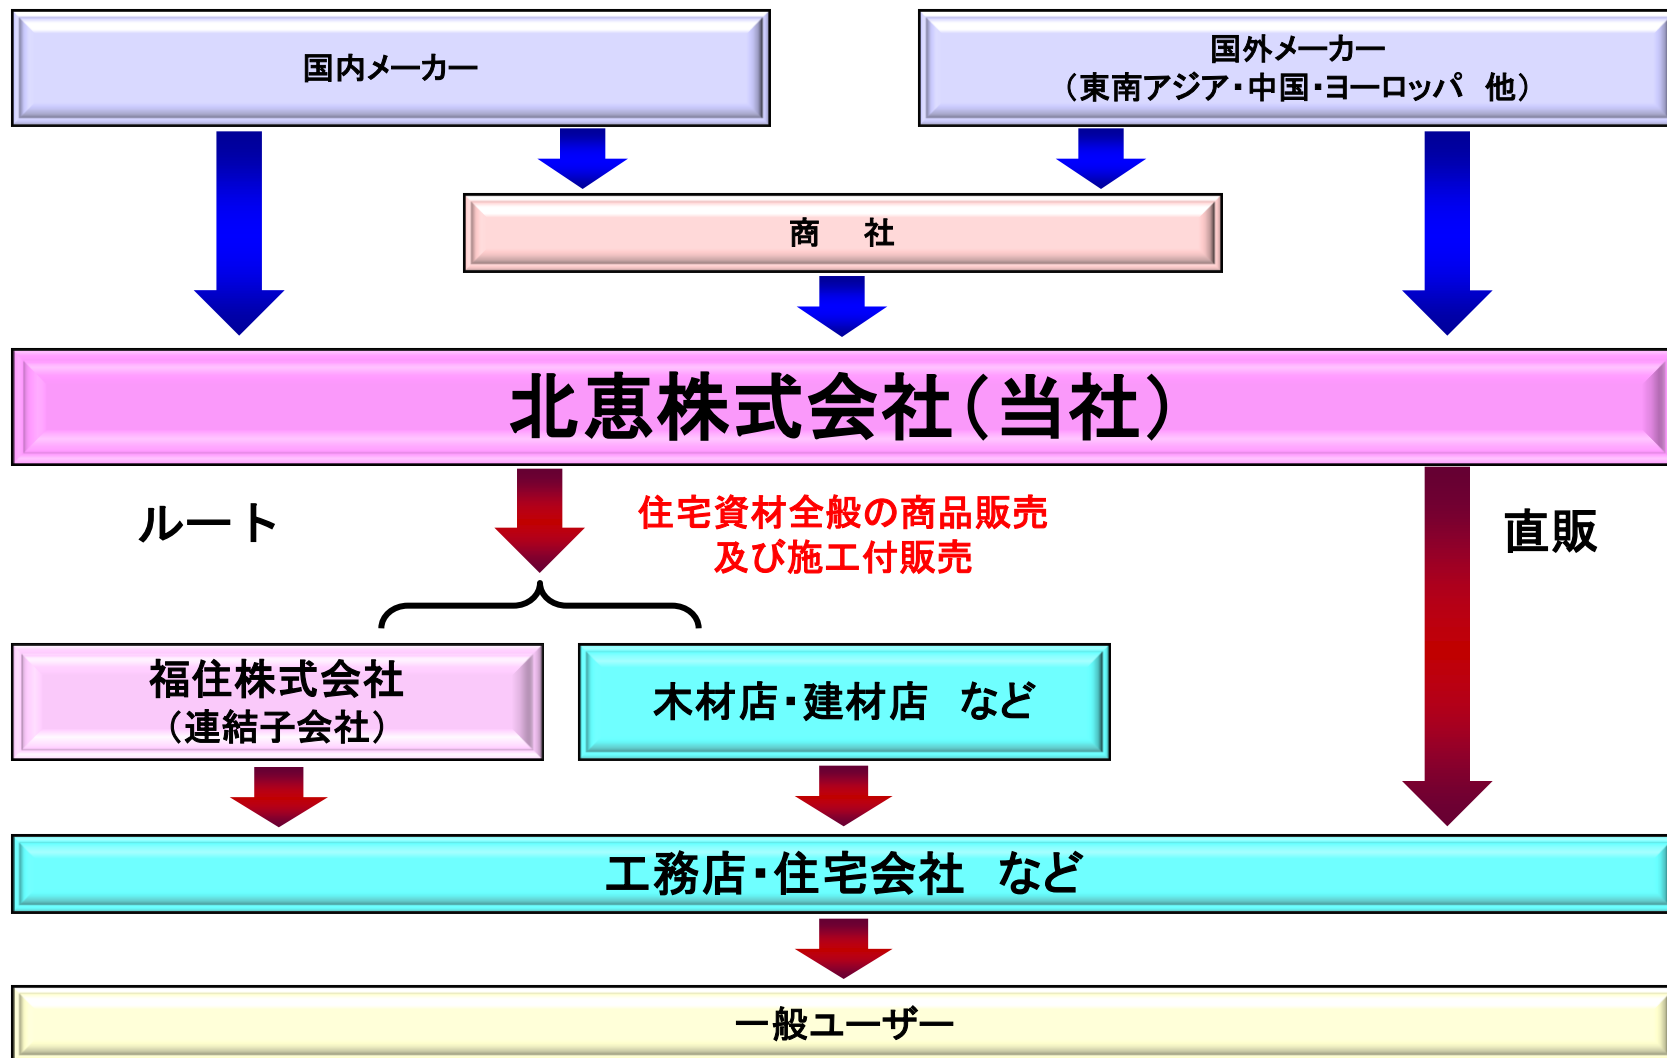 国内メーカー
国外メーカー
（東南アジア・中国・ヨーロッパ　他）
商　社
北恵株式会社（当社）
ルート
住宅資材全般の商品販売
及び施工付販売
直販
福住株式会社
（連結子会社）
木材店・建材店　など
工務店・住宅会社　など
一般ユーザー